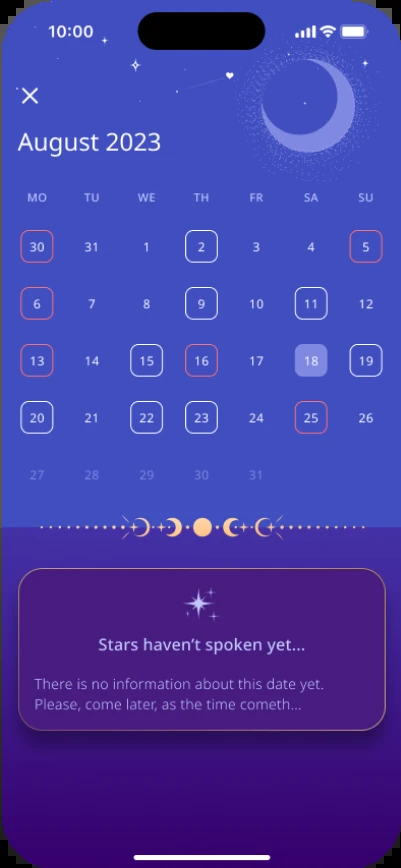 10:00
August 2023
MO TU WE TH FR SA SU
30 31 1 2 3 4 5
6 7 8 9 10 11 12
13 14 15 16 17 18 19
20 21 22 23 24 25 26
27 28 29 30 31
Stars haven’t spoken yet...
There is no information about this date yet.
Please, come later, as the time cometh...